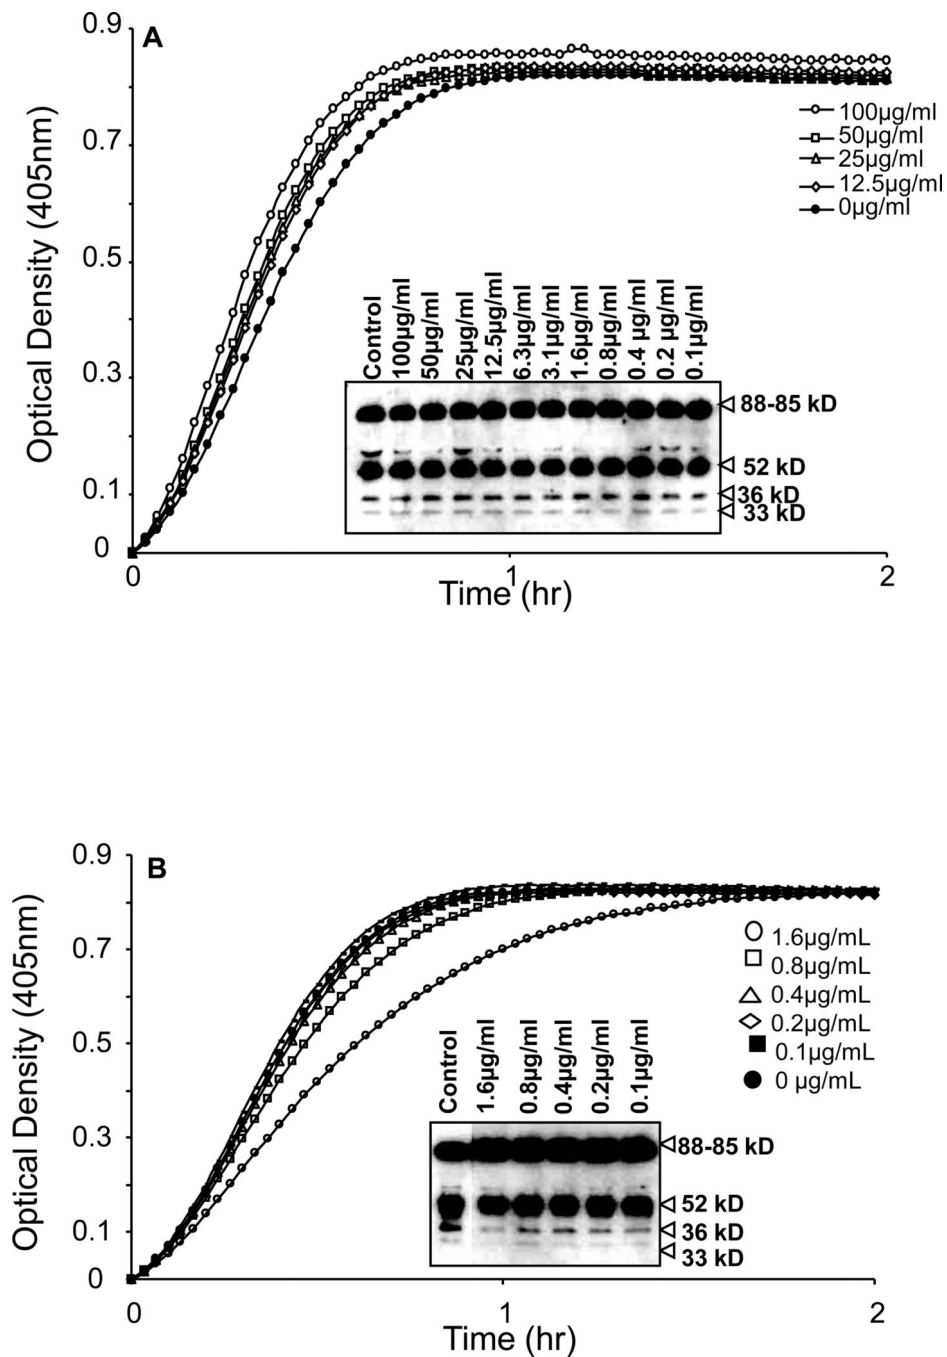 A
0.9
0.7
0.5
0.3
0.1
0
Optical Density (405nm)
100µg/ml
50µg/ml
25µg/ml
12.5µg/ml
0µg/ml
Control
100µg/ml
50µg/ml
25µg/ml
12.5µg/ml
6.3µg/ml
3.1µg/ml
1.6µg/ml
0.8µg/ml
0.4 µg/ml
0.2 µg/ml
0.1µg/ml
88-85 kD
52 kD
36 kD
33 kD
0
1
2
Time (hr)
B
0.9
0.7
0.5
0.3
0.1
0
Optical Density (405nm)
1.6µg/mL
0.8µg/mL
0.4µg/mL
0.2µg/mL
0.1µg/mL
0 µg/mL
Control
1.6µg/ml
0.8µg/ml
0.4µg/ml
0.2µg/ml
0.1µg/ml
88-85 kD
52 kD
36 kD
33 kD
0
1
2
Time (hr)